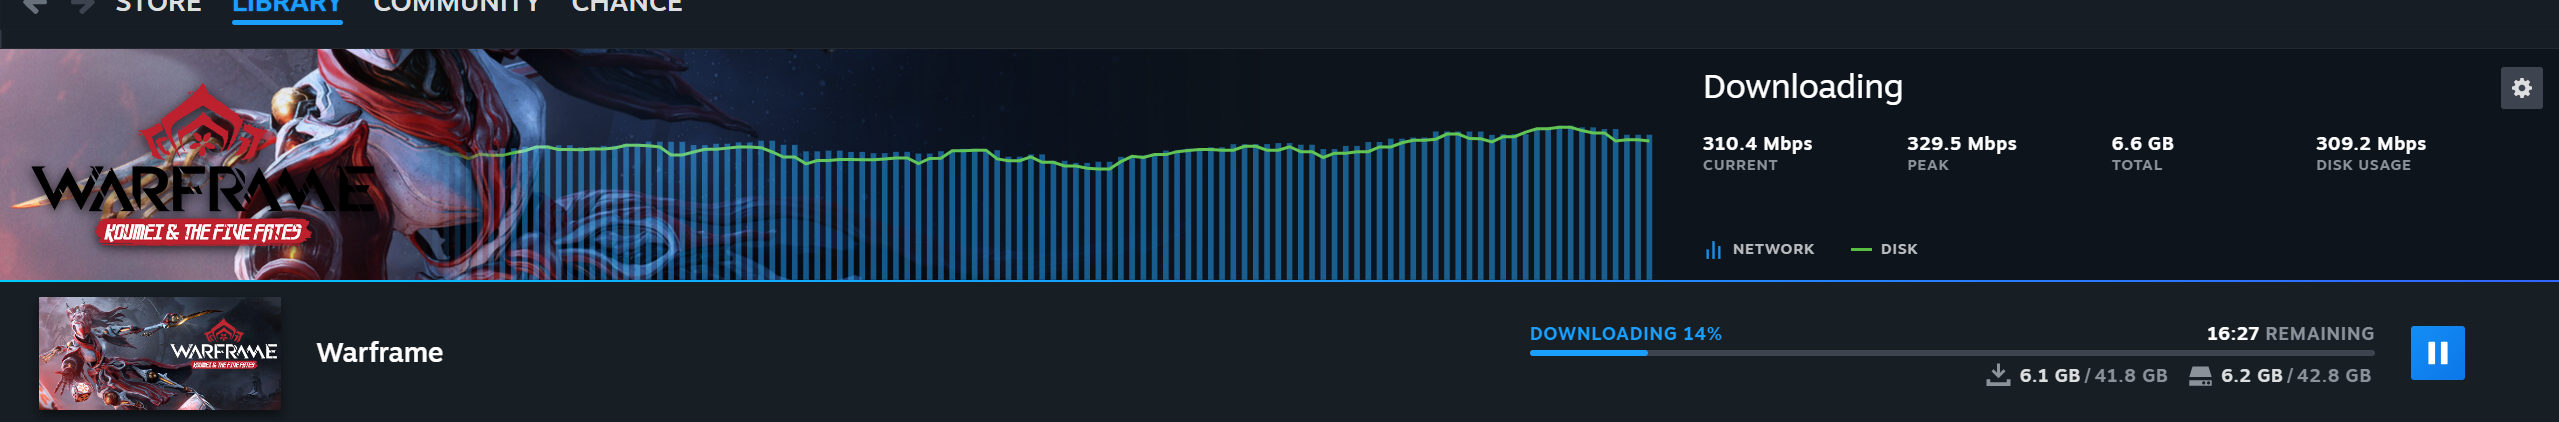 STORE LIBRARY COMMUNITY CHANCE
WARFRAME
KOUMEI & THE FIVE FATES
Downloading
310.4 Mbps 329.5 Mbps 6.6 GB 309.2 Mbps
CURRENT PEAK TOTAL DISK USAGE
NETWORK DISK
WARFRAME
KOUMEI & THE FIVE FATES
Warframe
DOWNLOADING 14% 16:27 REMAINING
6.1 GB / 41.8 GB 6.2 GB / 42.8 GB